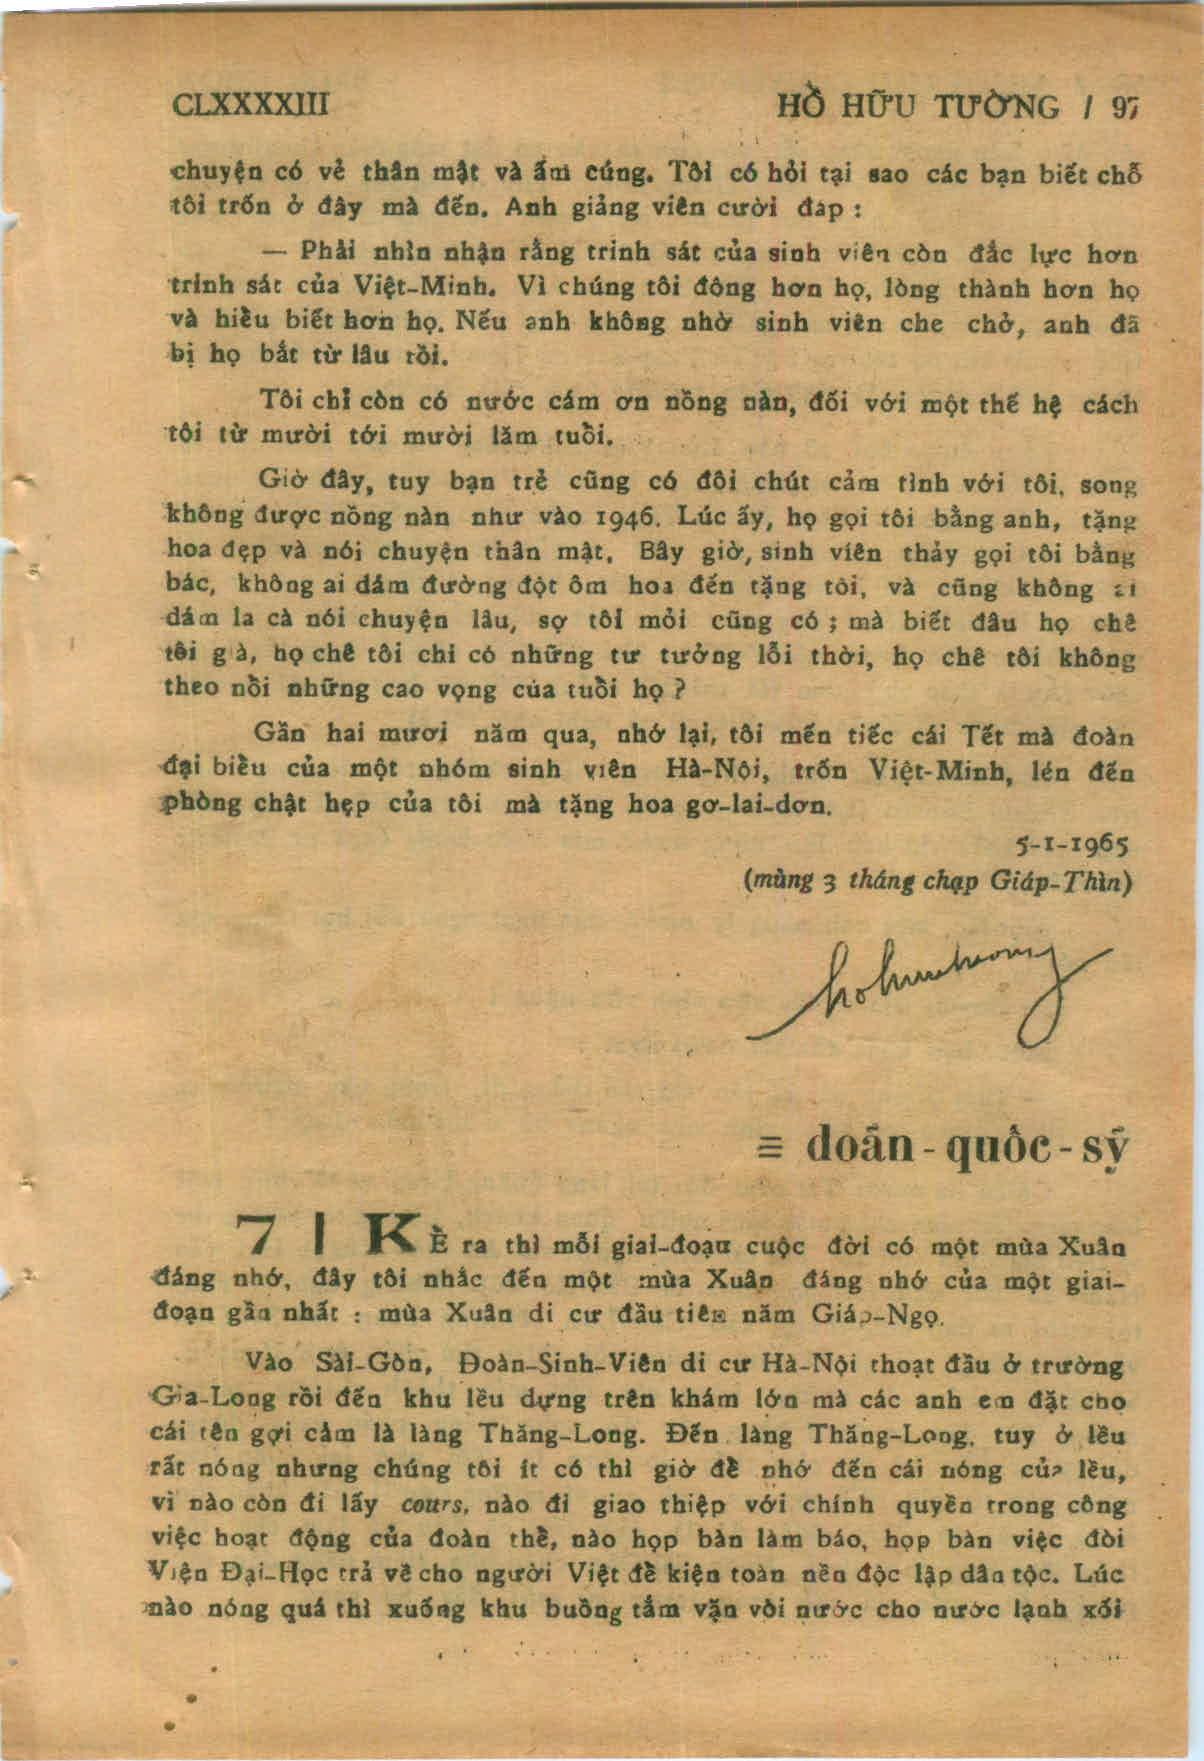 CLXXXXIII
HỒ HỮU TƯỜNG / 97
chuyện có vẻ thân mật và ấm cúng. Tôi có hỏi tại sao các bạn biết chỗ
tôi trốn ở đây mà đến. Anh giảng viên cười đáp :
— Phải nhìn nhận rằng trinh sát của sinh viên còn đắc lực hơn
trinh sát của Việt-Minh. Vì chúng tôi đông hơn họ, lòng thành hơn họ
và hiểu biết hơn họ. Nếu anh không nhờ sinh viên che chở, anh đã
bị họ bắt từ lâu rồi.
Tôi chỉ còn có nước cám ơn nồng nàn, đối với một thế hệ cách
tôi từ mười tới mười lăm tuổi.
Giờ đây, tuy bạn trẻ cũng có đôi chút cảm tình với tôi, song
không được nồng nàn như vào 1946. Lúc ấy, họ gọi tôi bằng anh, tặng
hoa đẹp và nói chuyện thân mật. Bây giờ, sinh viên thảy gọi tôi bằng
bác, không ai dám đường đột ôm hoa đến tặng tôi, và cũng không ai
dám la cà nói chuyện lâu, sợ tôi mỏi cũng có ; mà biết đâu họ chê
tôi già, họ chê tôi chỉ có những tư tưởng lỗi thời, họ chê tôi không
theo nổi những cao vọng của tuổi họ ?
Gần hai mươi năm qua, nhớ lại, tôi mến tiếc cái Tết mà đoàn
đại biểu của một nhóm sinh viên Hà-Nội, trốn Việt-Minh, lén đến
phòng chật hẹp của tôi mà tặng hoa gơ-lai-dơn.
5-1-1965
(mùng 3 tháng chạp Giáp-Thìn)
hohuutuong
≡ doãn - quốc - sỹ
7 | KỂ ra thì mỗi giai-đoạn cuộc đời có một mùa Xuân
đáng nhớ, đây tôi nhắc đến một mùa Xuân đáng nhớ của một giai-
đoạn gần nhất : mùa Xuân di cư đầu tiên năm Giáp-Ngọ.
Vào Sài-Gòn, Đoàn-Sinh-Viên di cư Hà-Nội thoạt đầu ở trường
Gia-Long rồi đến khu lều dựng trên khám lớn mà các anh em đặt cho
cái tên gợi cảm là làng Thăng-Long. Đến làng Thăng-Long, tuy ở lều
rất nóng nhưng chúng tôi ít có thì giờ để nhớ đến cái nóng của lều,
vì nào còn đi lấy cours, nào đi giao thiệp với chính quyền trong công
việc hoạt động của đoàn thể, nào họp bàn làm báo, họp bàn việc đòi
Viện Đại-Học trả về cho người Việt để kiện toàn nền độc lập dân tộc. Lúc
nào nóng quá thì xuống khu buồng tắm vặn vòi nước cho nước lạnh xối